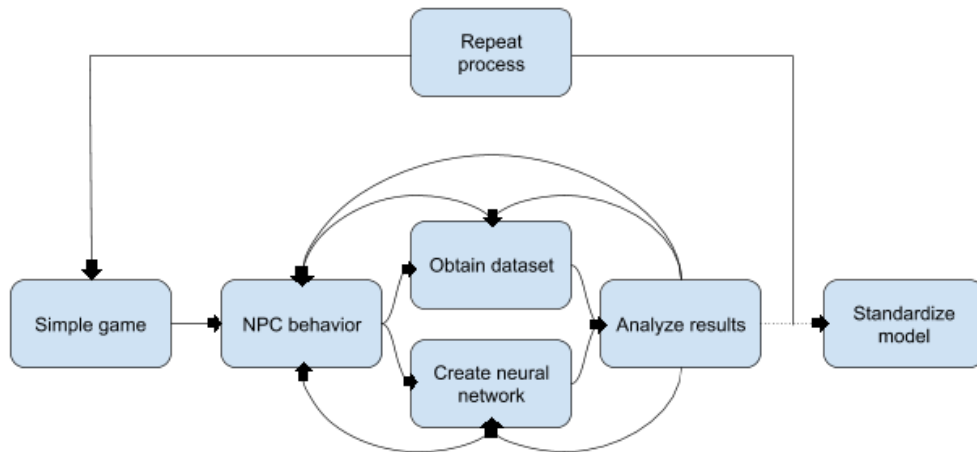 Repeat
process
Simple game
NPC behavior
Obtain dataset
Create neural
network
Analyze results
Standardize
model